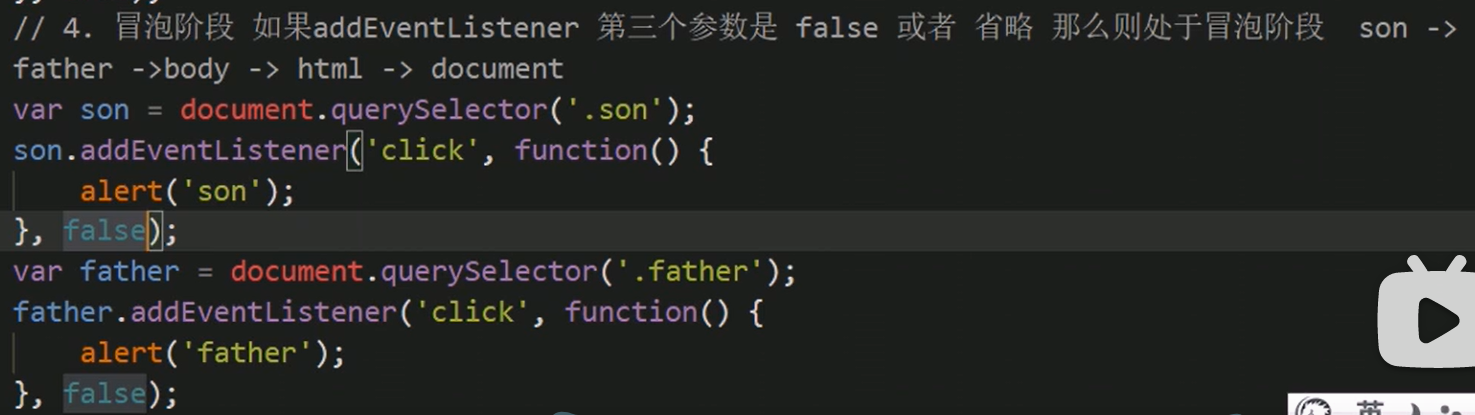 // 4. 冒泡阶段 如果addEventListener 第三个参数是 false 或者 省略 那么则处于冒泡阶段  son ->
father ->body -> html -> document
var son = document.querySelector('.son');
son.addEventListener('click', function() {
    alert('son');
}, false);
var father = document.querySelector('.father');
father.addEventListener('click', function() {
    alert('father');
}, false);
英